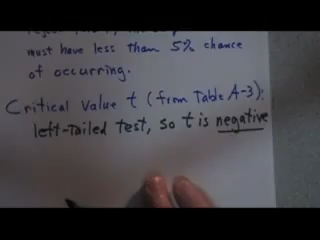 must have less than 5% chance
of occurring.
Critical Value t (from Table A-3):
left-tailed test, so t is negative